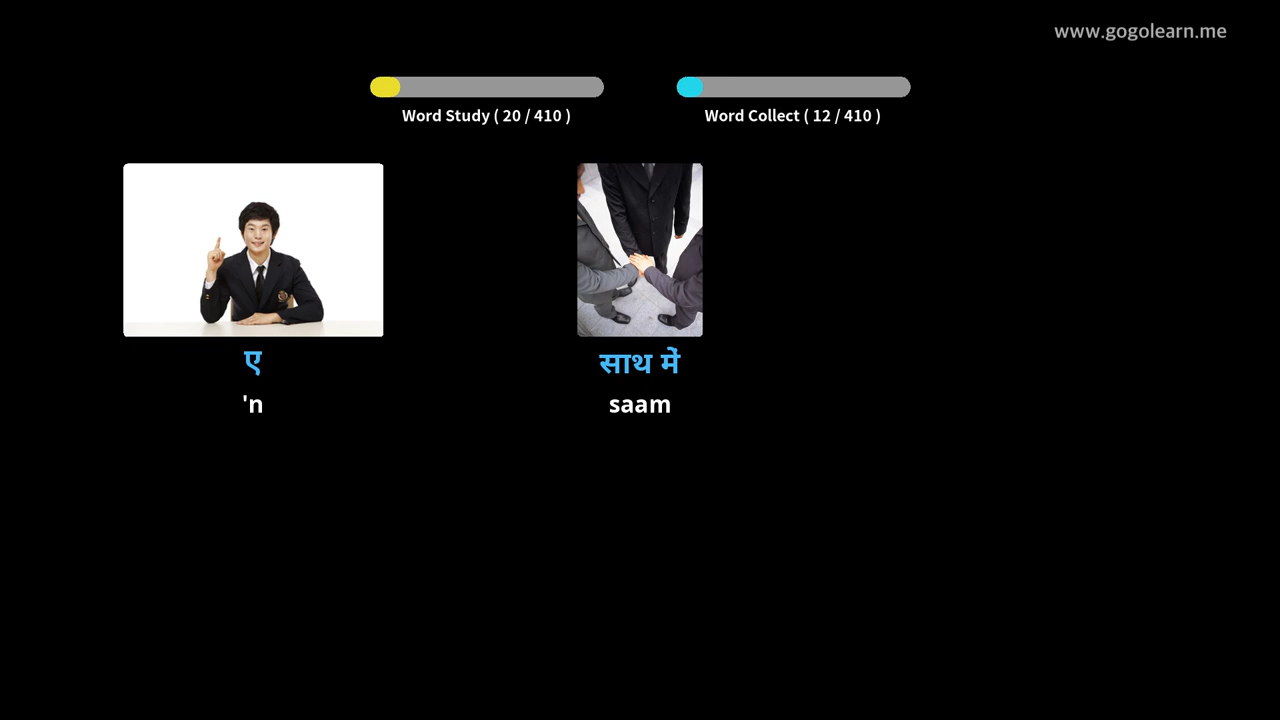 www.gogolearn.me
Word Study ( 20 / 410 )
Word Collect ( 12 / 410 )
ए
साथ में
'n
saam